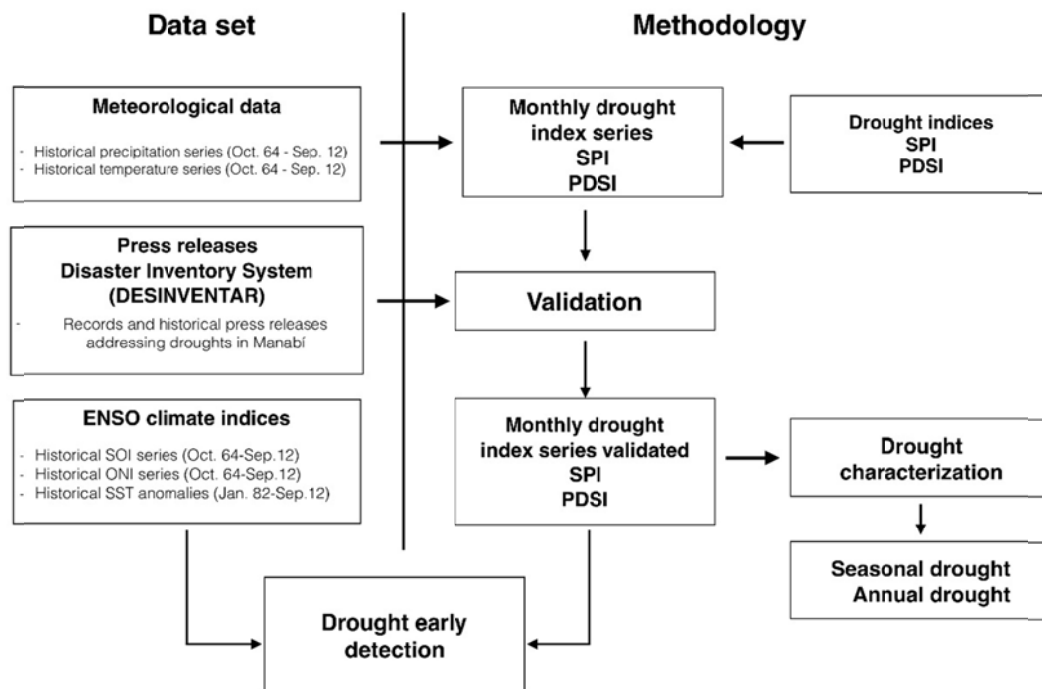 Data set
Methodology
Meteorological data
- Historical precipitation series (Oct. 64 - Sep. 12)
- Historical temperature series (Oct. 64 - Sep. 12)
Monthly drought
index series
SPI
PDSI
Drought indices
SPI
PDSI
Press releases
Disaster Inventory System
(DESINVENTAR)
- Records and historical press releases
addressing droughts in Manabí
Validation
ENSO climate indices
- Historical SOI series (Oct. 64-Sep.12)
- Historical ONI series (Oct. 64-Sep.12)
- Historical SST anomalies (Jan. 82-Sep.12)
Monthly drought
index series validated
SPI
PDSI
Drought
characterization
Seasonal drought
Annual drought
Drought early
detection